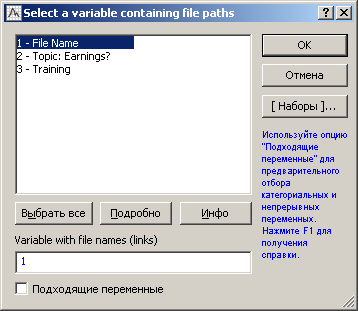 Select a variable containing file paths
1 - File Name
2 - Topic: Earnings?
3 - Training
OK
Отмена
[ Наборы ]...
Используйте опцию
"Подходящие
переменные" для
предварительного
отбора
категориальных и
непрерывных
переменных.
Нажмите F1 для
получения
справки.
Выбрать все
Подробно
Инфо
Variable with file names (links)
1
Подходящие переменные